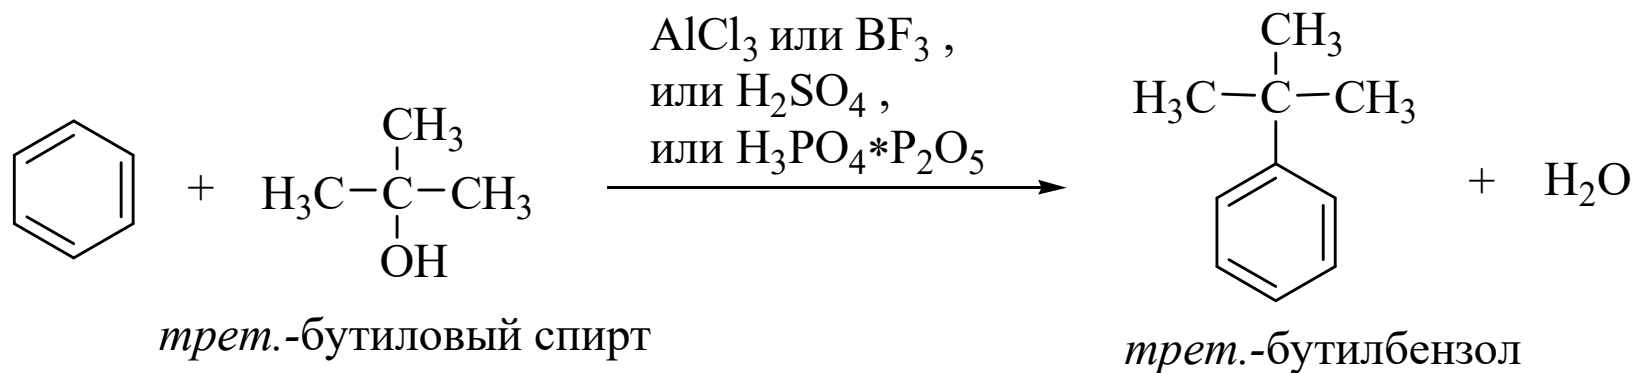 AlCl₃ или BF₃ ,
или H₂SO₄ ,
или H₃PO₄*P₂O₅
+
CH₃
H₃C–C–CH₃
OH
CH₃
H₃C–C–CH₃
+ H₂O
трет.-бутиловый спирт
трет.-бутилбензол